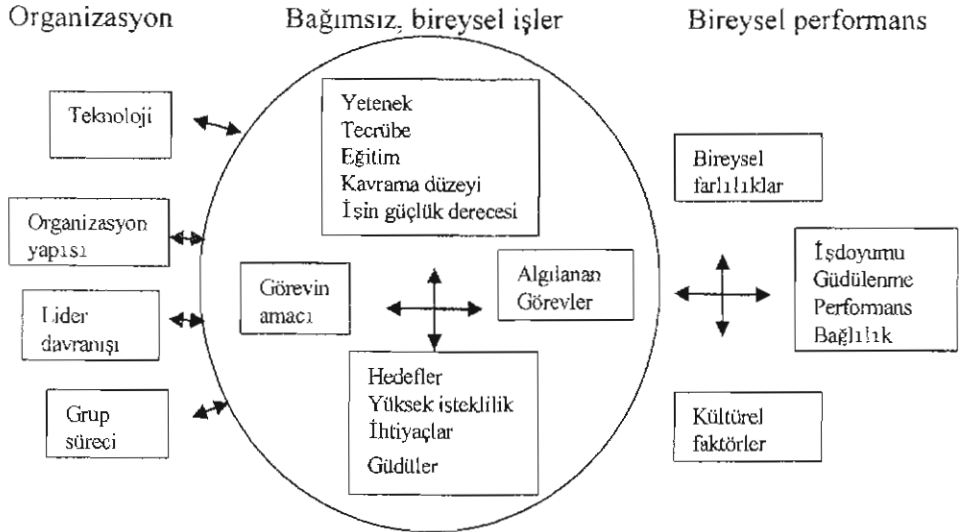 Organizasyon
Bağımsız, bireysel işler
Bireysel performans
Teknoloji
Organizasyon
yapısı
Lider
davranışı
Grup
süreci
Yetenek
Tecrübe
Eğitim
Kavrama düzeyi
İşin güçlük derecesi
Görevin
amacı
Algılanan
Görevler
Hedefler
Yüksek isteklilik
İhtiyaçlar
Güdüler
Bireysel
farlılıklar
İşdoyumu
Güdülenme
Performans
Bağlılık
Kültürel
faktörler